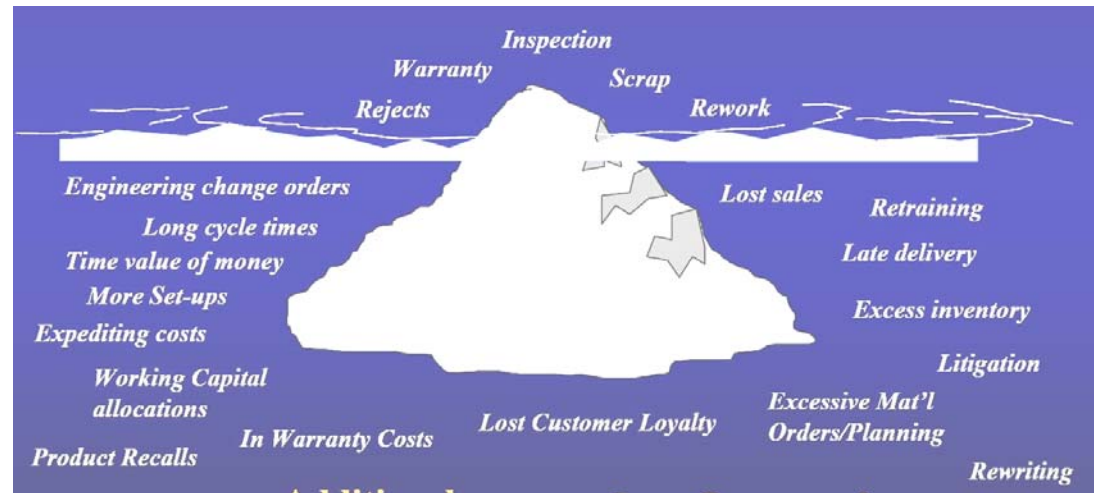 Inspection
Warranty
Scrap
Rejects
Rework
Engineering change orders
Lost sales
Retraining
Long cycle times
Late delivery
Time value of money
More Set-ups
Excess inventory
Expediting costs
Litigation
Working Capital
allocations
Excessive Mat'l
Orders/Planning
Lost Customer Loyalty
In Warranty Costs
Product Recalls
Rewriting